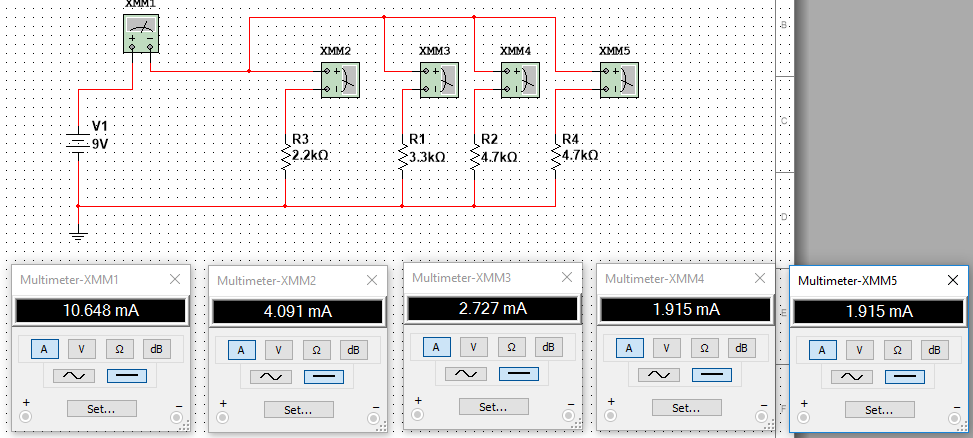 XMM1
XMM2 XMM3 XMM4 XMM5
V1
9V
R3
2.2kΩ
R1
3.3kΩ
R2
4.7kΩ
R4
4.7kΩ
B
C
D
E
F
Multimeter-XMM1
10.648 mA
A V Ω dB
Set...
+ −
Multimeter-XMM2
4.091 mA
A V Ω dB
Set...
+ −
Multimeter-XMM3
2.727 mA
A V Ω dB
Set...
+ −
Multimeter-XMM4
1.915 mA
A V Ω dB
Set...
+ −
Multimeter-XMM5
1.915 mA
A V Ω dB
Set...
+ −